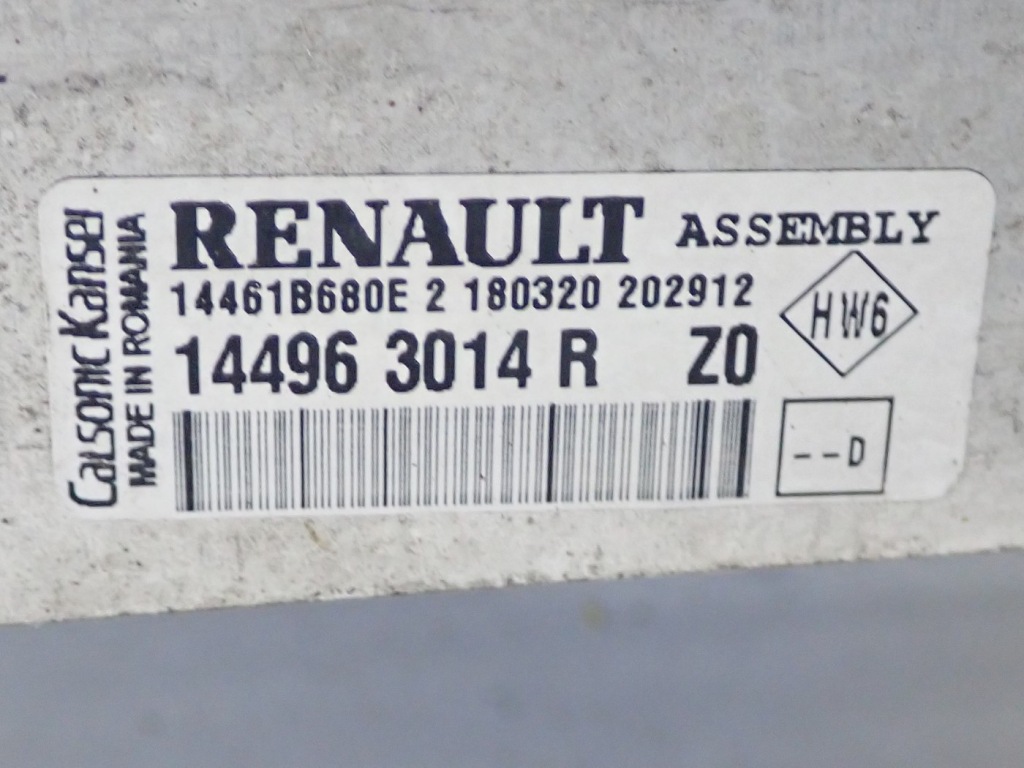 Calsonic Kansei
MADE IN ROMANIA
RENAULT ASSEMBLY
14461B680E 2 180320 202912
HW6
14496 3014 R Z0
--D